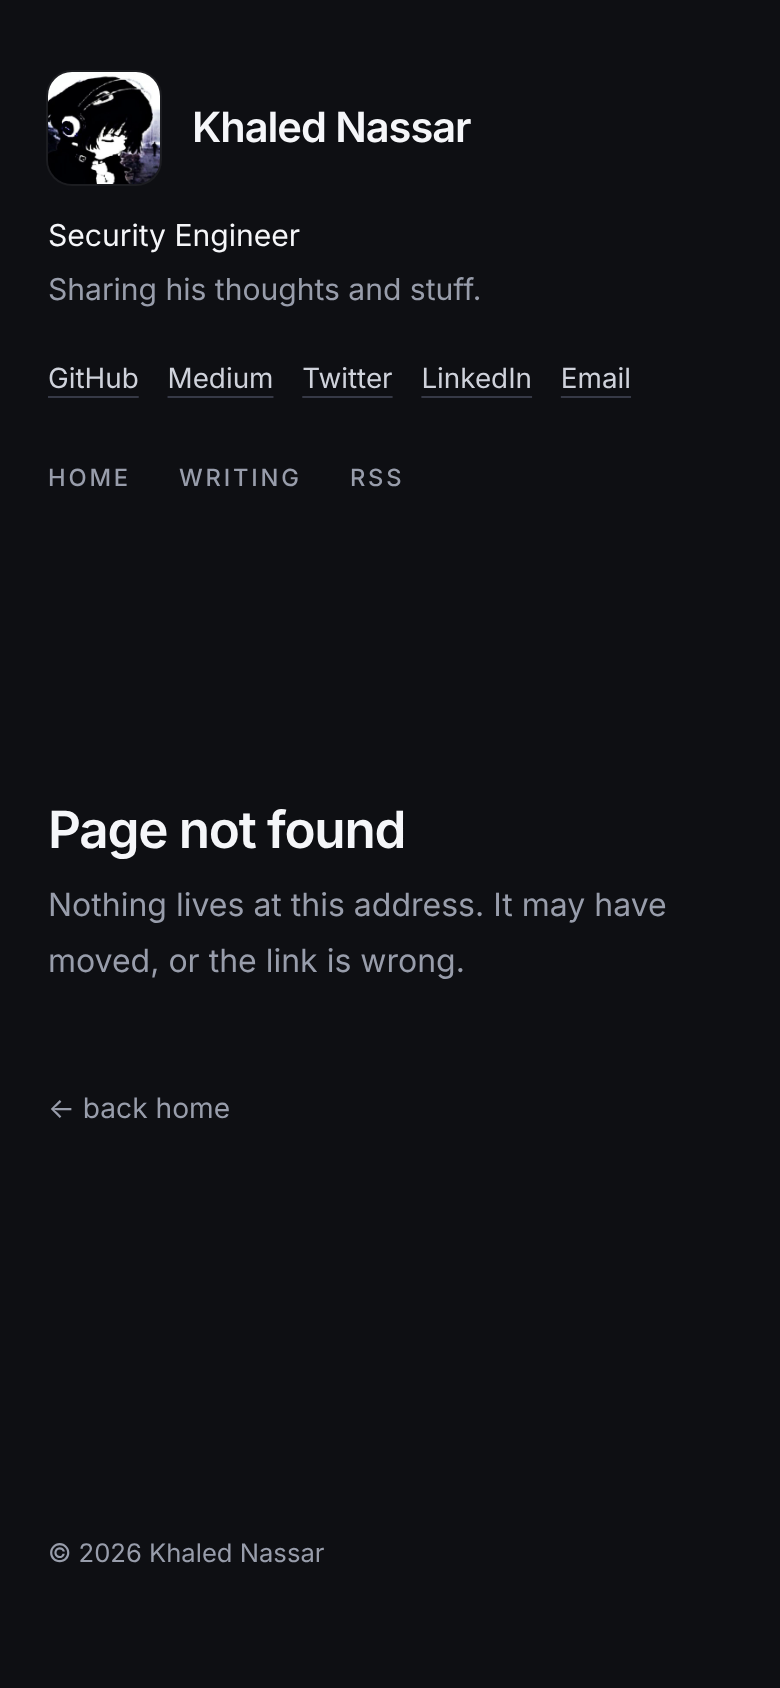 Khaled Nassar
Security Engineer
Sharing his thoughts and stuff.
GitHub Medium Twitter LinkedIn Email
HOME WRITING RSS
Page not found
Nothing lives at this address. It may have
moved, or the link is wrong.
← back home
© 2026 Khaled Nassar